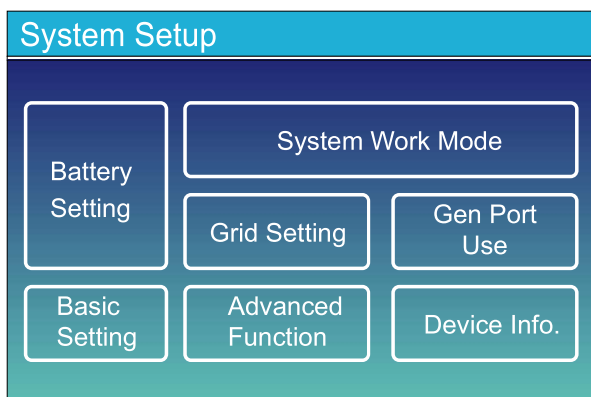 System Setup
Battery
Setting
System Work Mode
Grid Setting
Gen Port
Use
Basic
Setting
Advanced
Function
Device Info.